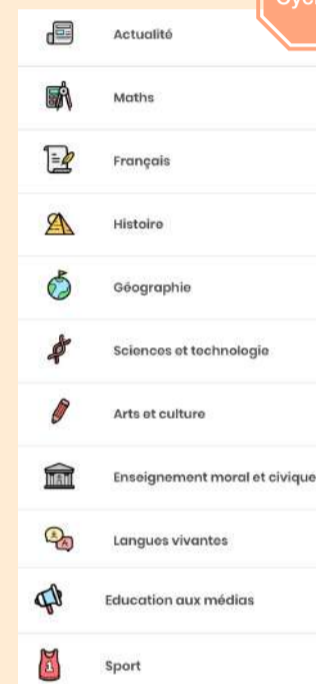 Actualité
Maths
Français
Histoire
Géographie
Sciences et technologie
Arts et culture
Enseignement moral et civique
Langues vivantes
Education aux médias
Sport